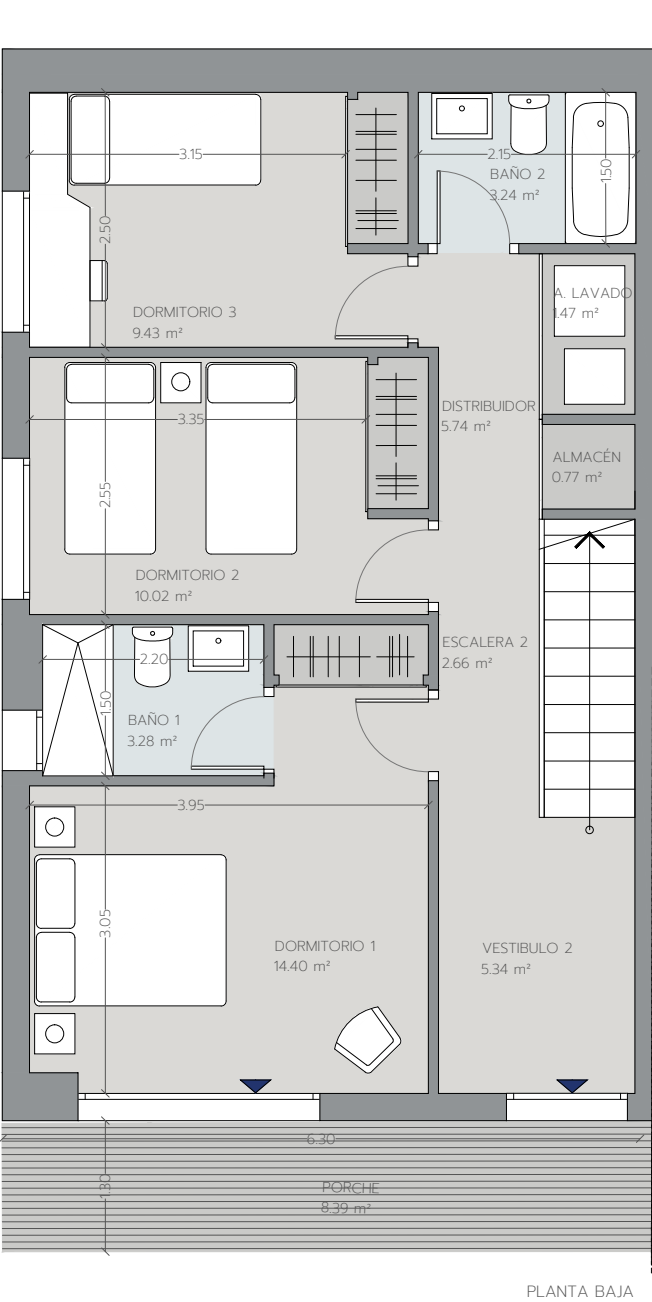 3.15
2.15
BAÑO 2
3.24 m²
1.50
2.50
A. LAVADO
1.47 m²
DORMITORIO 3
9.43 m²
DISTRIBUIDOR
5.74 m²
3.35
ALMACÉN
0.77 m²
2.55
DORMITORIO 2
10.02 m²
ESCALERA 2
2.66 m²
2.20
1.50
BAÑO 1
3.28 m²
3.95
3.05
DORMITORIO 1
14.40 m²
VESTIBULO 2
5.34 m²
6.30
1.30
PORCHE
8.39 m²
PLANTA BAJA